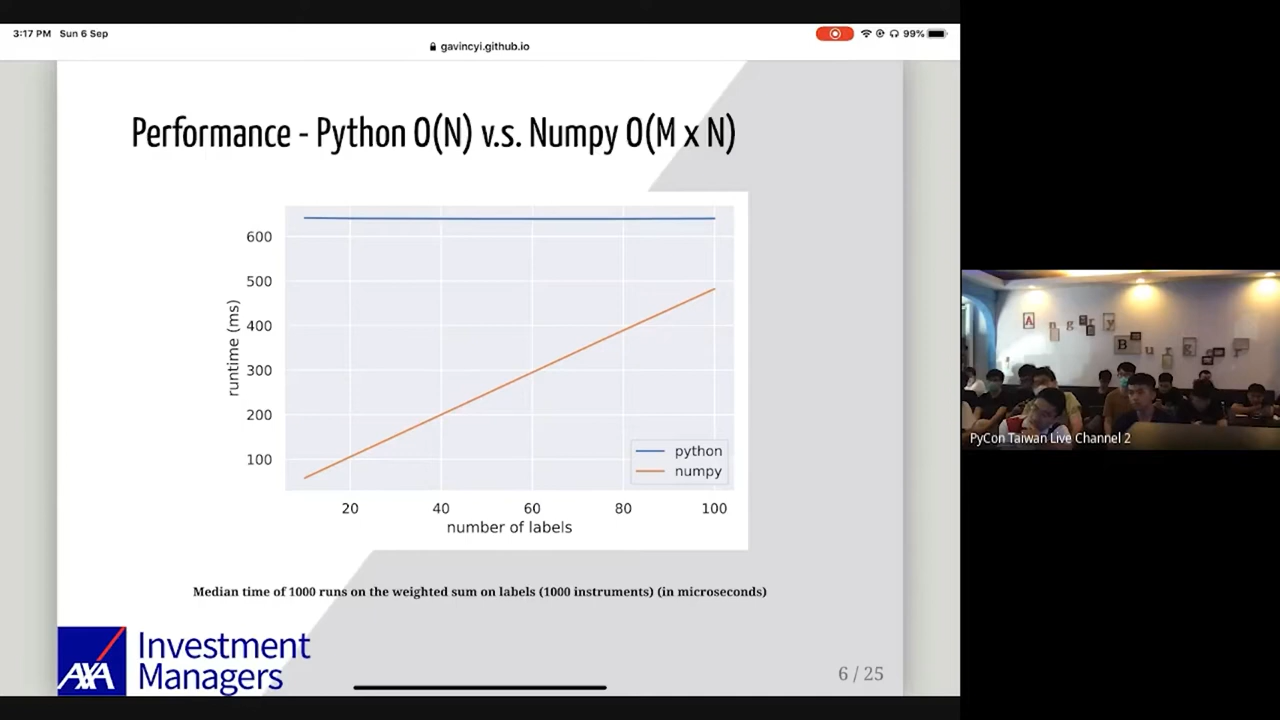 3:17 PM Sun 6 Sep
99%
gavincyi.github.io
Performance - Python O(N) v.s. Numpy O(M x N)
600
500
400
300
200
100
runtime (ms)
python
numpy
20 40 60 80 100
number of labels
Median time of 1000 runs on the weighted sum on labels (1000 instruments) (in microseconds)
AXA
Investment
Managers
6 / 25
Angry
Burger
PyCon Taiwan Live Channel 2